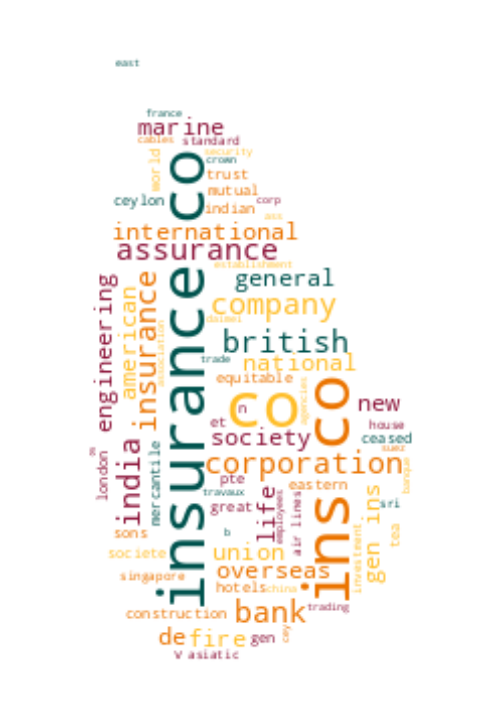 east
france
marine
cables standard
security
world
co
crown
trust
mutual
ceylon
corp
indian
ass
international
assurance
establishment
general
engineering
american
insurance
insurance
company
association
british
trade
national
equitable
agencies
co
n
co
new
et
house
society
ceased
suez
india
mercantile
london
corporation
banque
pte
eastern
travaux
life
employees
great
air lines
ins
gen ins
sri
tea
investment
sons
b
societe
union
overseas
singapore
hotels
china
construction
bank
trading
de
fire
gen
cey
v asiatic